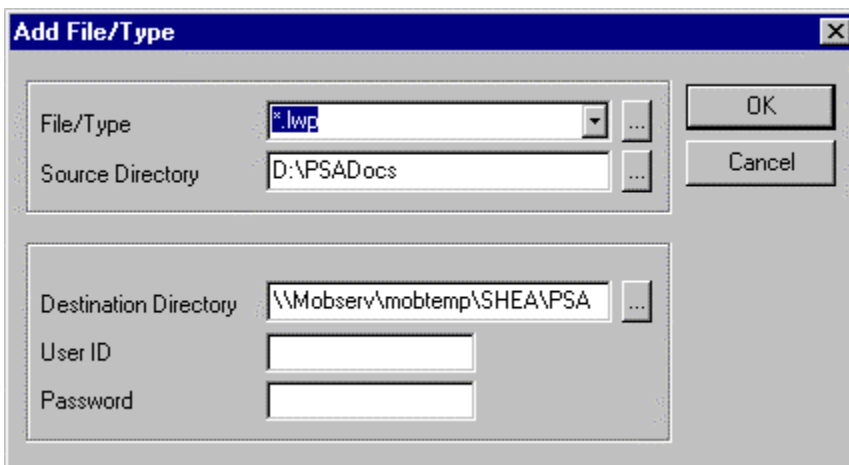 Add File/Type
File/Type *.lwp ... OK
Source Directory D:\PSADocs ... Cancel
Destination Directory \\Mobserv\mobtemp\SHEA\PSA ...
User ID
Password